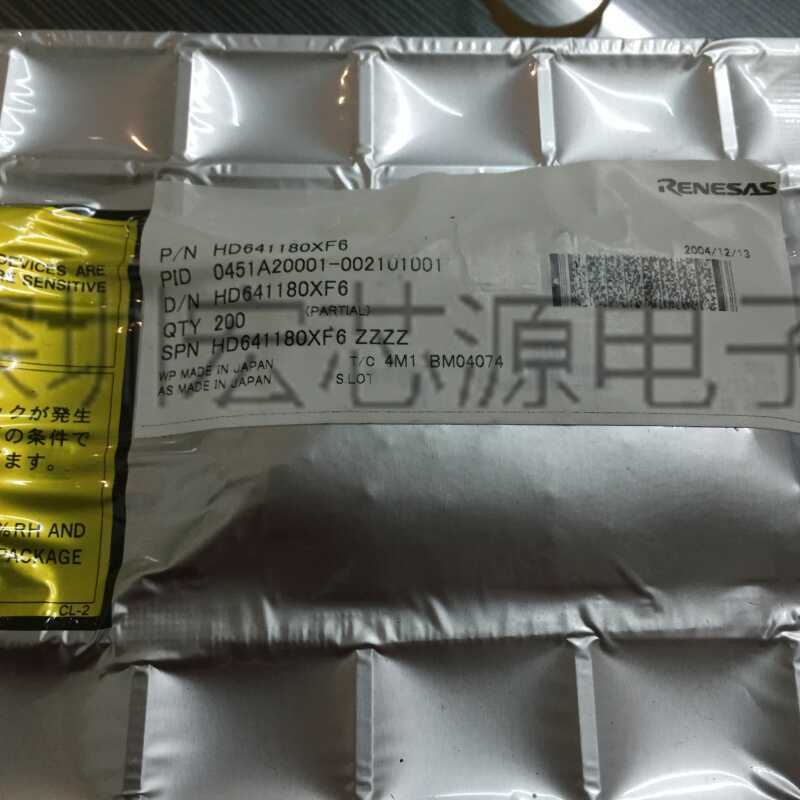 RENESAS
P/N HD641180XF6
2004/12/13
PID 0451A20001-002101001
D/N HD641180XF6
(PARTIAL)
QTY 200
SPN HD641180XF6 ZZZZ
WP MADE IN JAPAN T/C 4M1 BM04074
AS MADE IN JAPAN S.LOT
DEVICES ARE
SENSITIVE
クが発生
の条件で
ます。
%RH AND
PACKAGE
CL-2
宏芯源电子